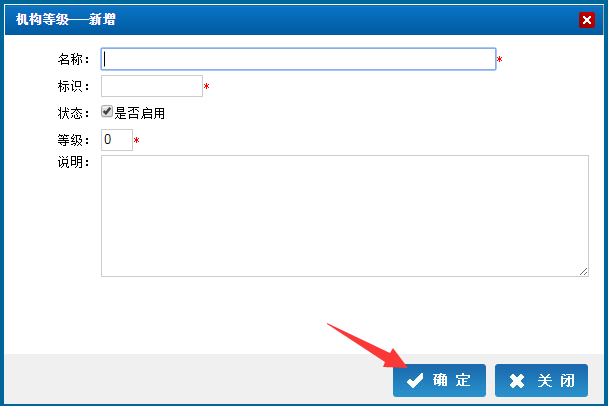 机构等级——新增
名称： *
标识： *
状态： 是否启用
等级： 0 *
说明：
确 定 关 闭